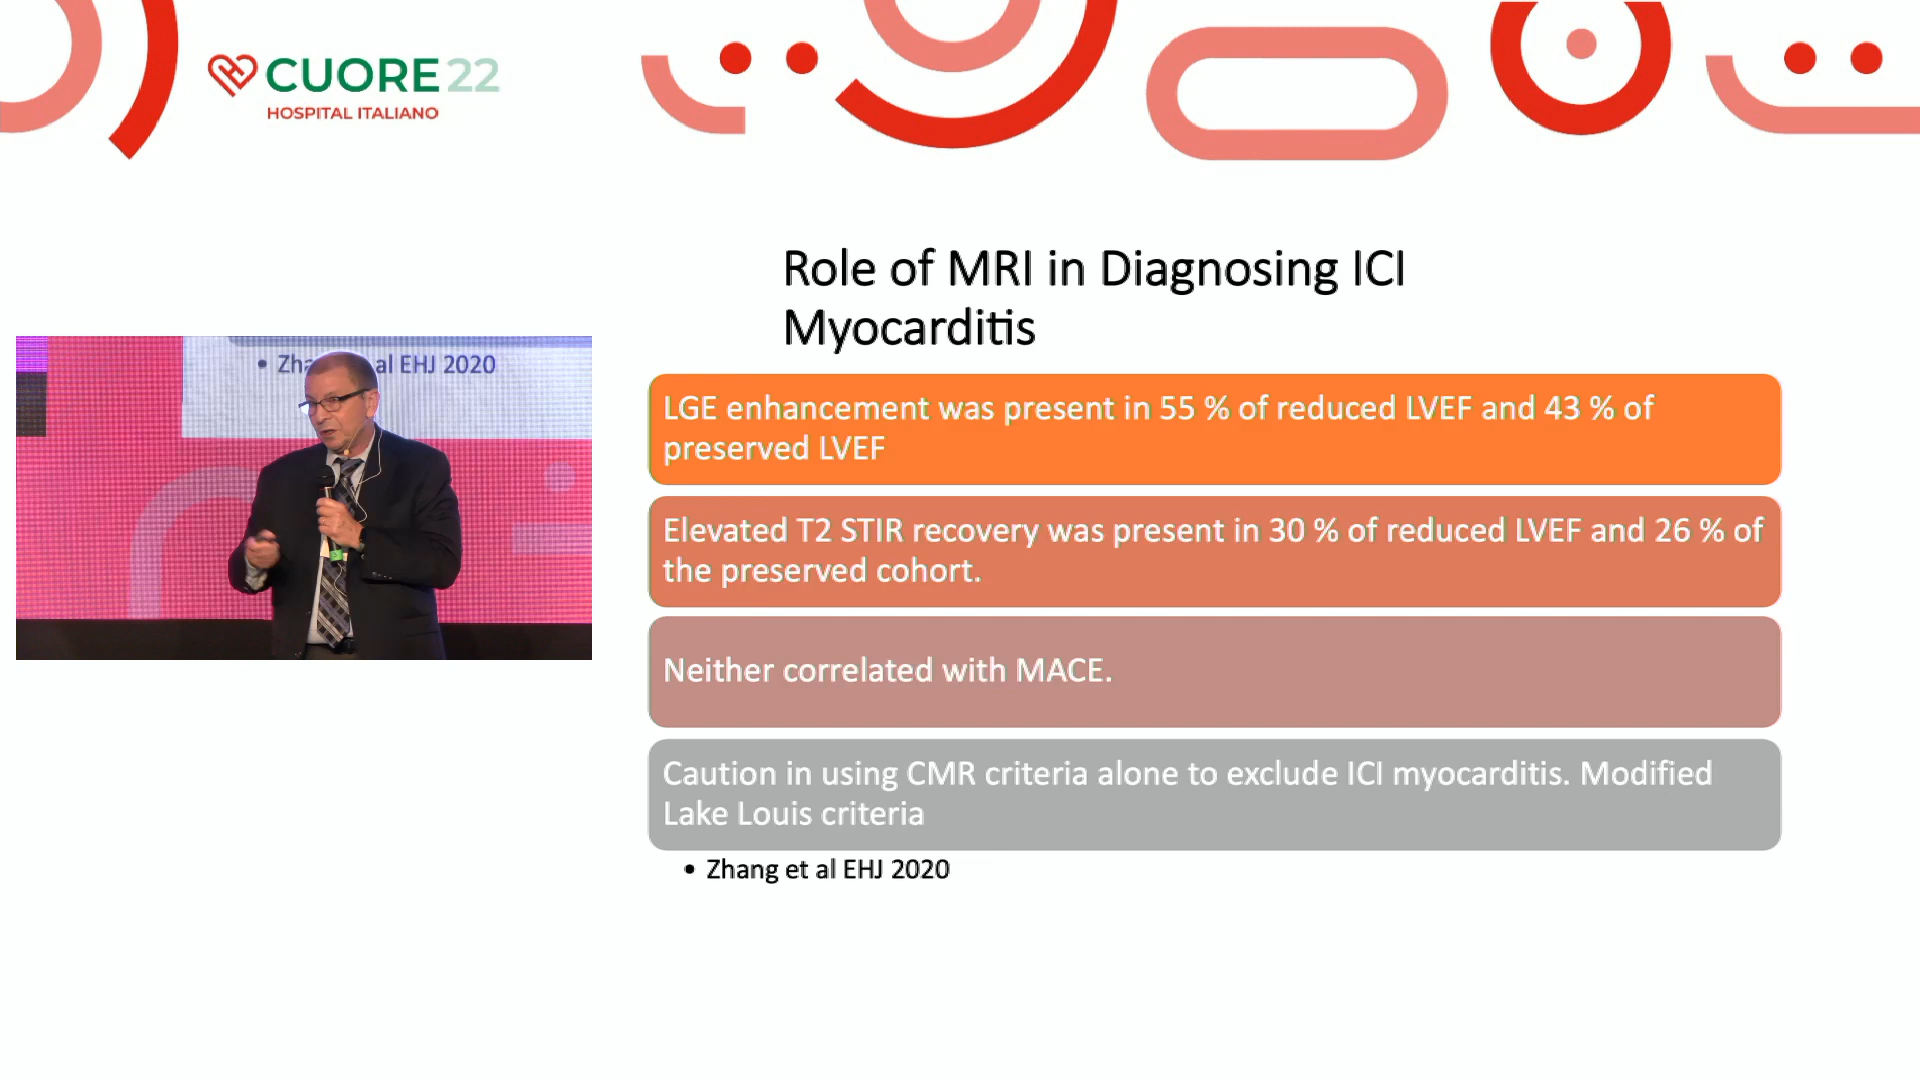 CUORE 22
HOSPITAL ITALIANO
Role of MRI in Diagnosing ICI
Myocarditis
• Zha al EHJ 2020
LGE enhancement was present in 55 % of reduced LVEF and 43 % of
preserved LVEF
Elevated T2 STIR recovery was present in 30 % of reduced LVEF and 26 % of
the preserved cohort.
Neither correlated with MACE.
Caution in using CMR criteria alone to exclude ICI myocarditis. Modified
Lake Louis criteria
• Zhang et al EHJ 2020